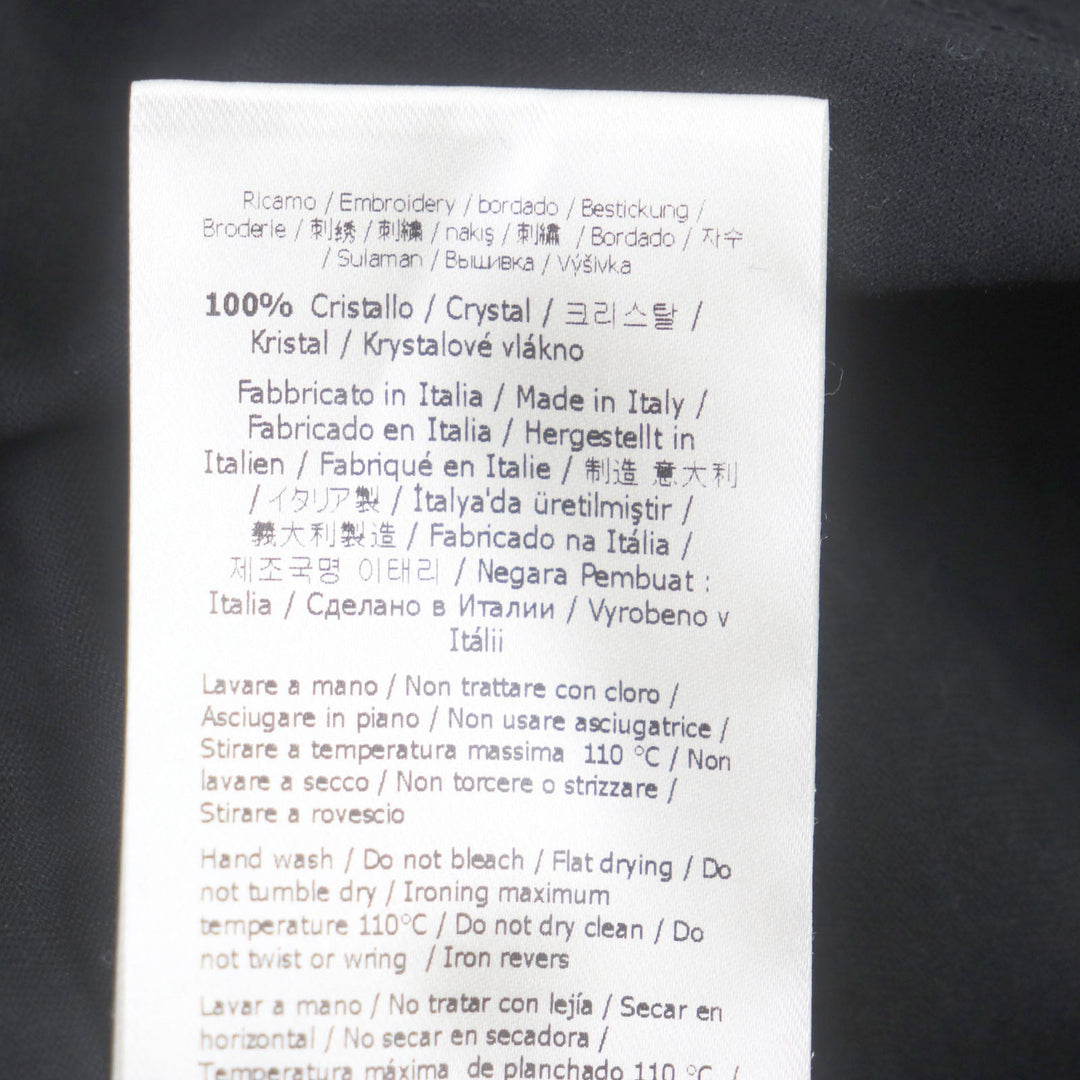 Ricamo / Embroidery / bordado / Bestickung /
Broderie / 刺绣 / 刺繍 / nakış / 刺繡 / Bordado / 자수
/ Sulaman / Вышивка / Výšivka
100% Cristallo / Crystal / 크리스탈 /
Kristal / Krystalové vlákno
Fabbricato in Italia / Made in Italy /
Fabricado en Italia / Hergestellt in
Italien / Fabriqué en Italie / 制造 意大利
/ イタリア製 / İtalya'da üretilmiştir /
義大利製造 / Fabricado na Itália /
제조국명 이태리 / Negara Pembuat :
Italia / Сделано в Италии / Vyrobeno v
Itálii
Lavare a mano / Non trattare con cloro /
Asciugare in piano / Non usare asciugatrice /
Stirare a temperatura massima 110 °C / Non
lavare a secco / Non torcere o strizzare /
Stirare a rovescio
Hand wash / Do not bleach / Flat drying / Do
not tumble dry / Ironing maximum
temperature 110°C / Do not dry clean / Do
not twist or wring / Iron revers
Lavar a mano / No tratar con lejía / Secar en
horizontal / No secar en secadora /
Temperatura máxima de planchado 110 °C /